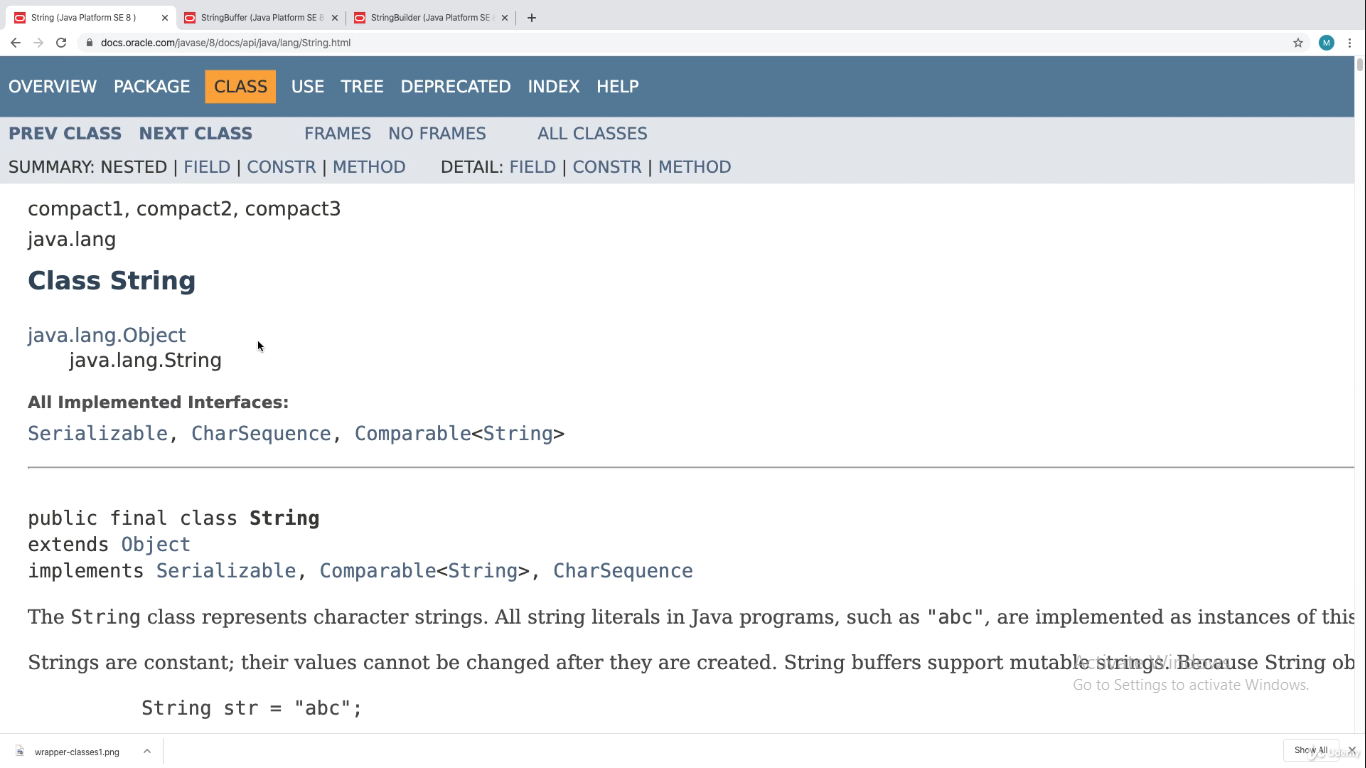 String (Java Platform SE 8 )
StringBuffer (Java Platform SE 8
StringBuilder (Java Platform SE
docs.oracle.com/javase/8/docs/api/java/lang/String.html
M
OVERVIEW PACKAGE CLASS USE TREE DEPRECATED INDEX HELP
PREV CLASS NEXT CLASS FRAMES NO FRAMES ALL CLASSES
SUMMARY: NESTED | FIELD | CONSTR | METHOD DETAIL: FIELD | CONSTR | METHOD
compact1, compact2, compact3
java.lang
Class String
java.lang.Object
java.lang.String
All Implemented Interfaces:
Serializable, CharSequence, Comparable<String>
public final class String
extends Object
implements Serializable, Comparable<String>, CharSequence
The String class represents character strings. All string literals in Java programs, such as "abc", are implemented as instances of this
Strings are constant; their values cannot be changed after they are created. String buffers support mutable strings. Because String ob
Activate Windows
Go to Settings to activate Windows.
String str = "abc";
wrapper-classes1.png
Show All
Udemy